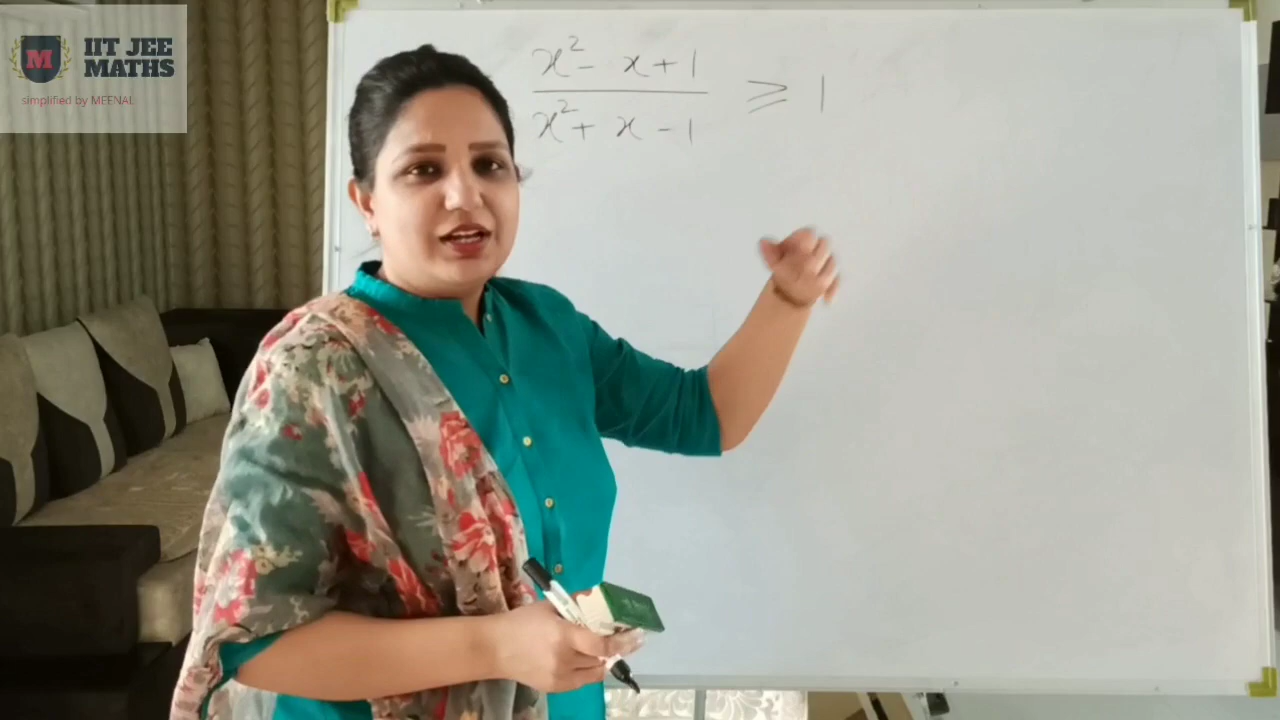 IIT JEE
MATHS
simplified by MEENAL
x² - x + 1
x² + x - 1
≥ 1